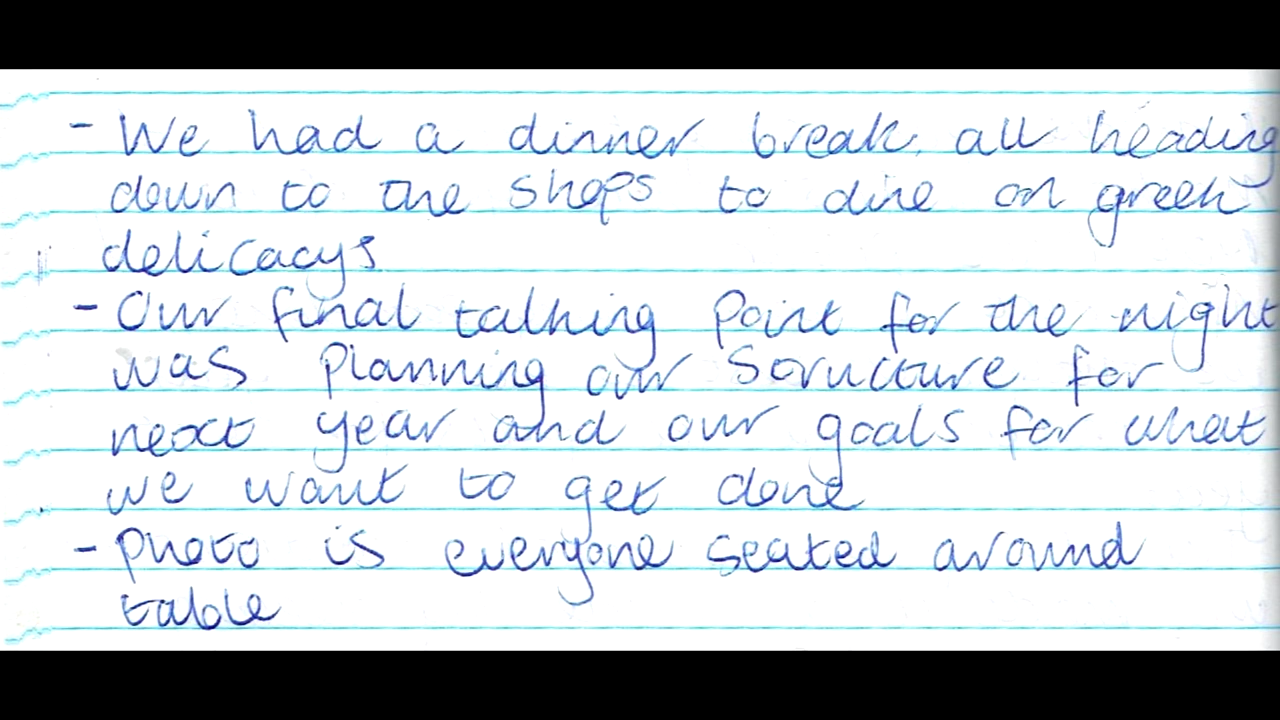 - We had a dinner break, all heading
down to the shops to dine on greek
delicacys
- Our final talking point for the night
was planning our structure for
next year and our goals for what
we want to get done
- Photo is everyone seated around
table